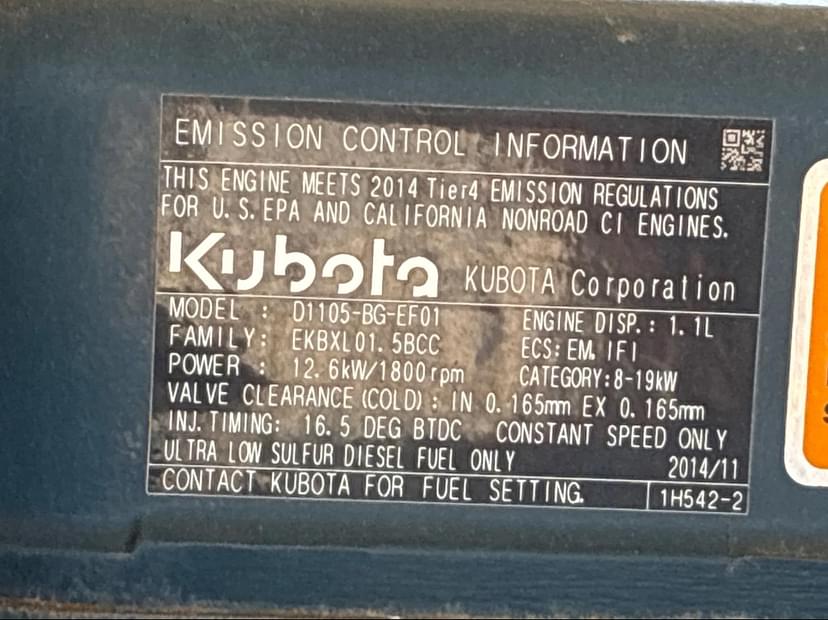 EMISSION CONTROL INFORMATION
THIS ENGINE MEETS 2014 Tier4 EMISSION REGULATIONS
FOR U.S.EPA AND CALIFORNIA NONROAD CI ENGINES.
Kubota KUBOTA Corporation
MODEL : D1105-BG-EF01 ENGINE DISP.: 1.1L
FAMILY: EKBXL01.5BCC ECS: EM, IFI
POWER : 12.6kW/1800rpm CATEGORY:8-19kW
VALVE CLEARANCE (COLD) : IN 0.165mm EX 0.165mm
INJ.TIMING: 16.5 DEG BTDC CONSTANT SPEED ONLY
ULTRA LOW SULFUR DIESEL FUEL ONLY 2014/11
CONTACT KUBOTA FOR FUEL SETTING. 1H542-2